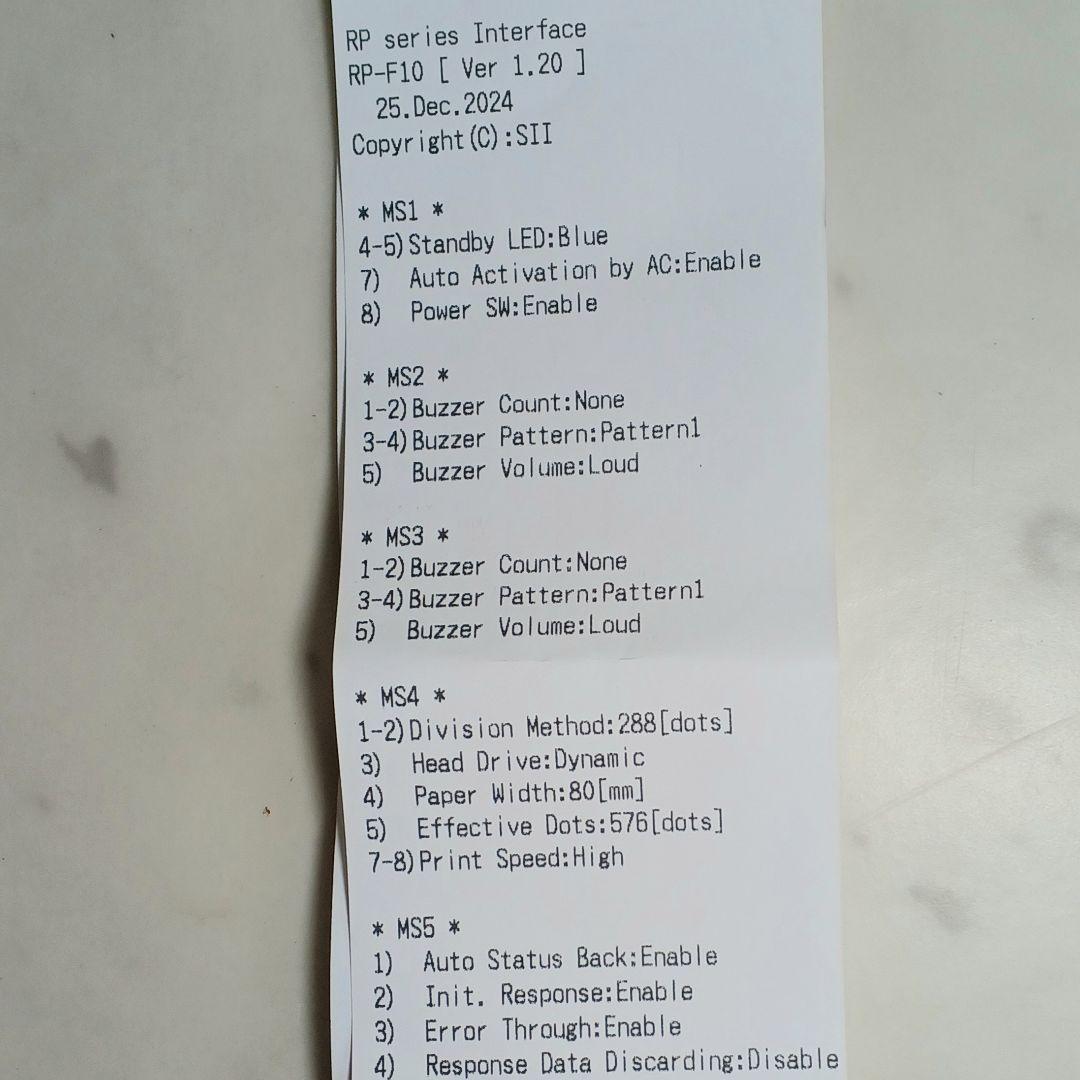 RP series Interface
RP-F10 [ Ver 1.20 ]
25.Dec.2024
Copyright(C):SII
* MS1 *
4-5)Standby LED:Blue
7) Auto Activation by AC:Enable
8) Power SW:Enable
* MS2 *
1-2)Buzzer Count:None
3-4)Buzzer Pattern:Pattern1
5) Buzzer Volume:Loud
* MS3 *
1-2)Buzzer Count:None
3-4)Buzzer Pattern:Pattern1
5) Buzzer Volume:Loud
* MS4 *
1-2)Division Method:288[dots]
3) Head Drive:Dynamic
4) Paper Width:80[mm]
5) Effective Dots:576[dots]
7-8)Print Speed:High
* MS5 *
1) Auto Status Back:Enable
2) Init. Response:Enable
3) Error Through:Enable
4) Response Data Discarding:Disable